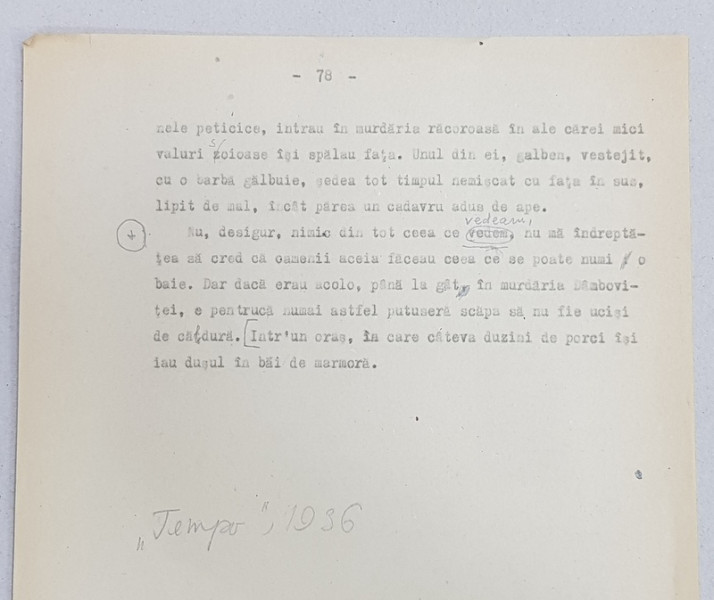 - 78 -
nele peticice, intrau în murdăria răcoroasă în ale cărei mici
valuri zoioase își spălau fața. Unul din ei, galben, vestejit,
cu o barbă gălbuie, ședea tot timpul nemișcat cu fața în sus,
lipit de mal, încât părea un cadavru adus de ape.
vedeam,
Nu, desigur, nimic din tot ceea ce vedem, nu mă îndreptă-
țea să cred că oamenii aceia făceau ceea ce se poate numi o
baie. Dar dacă erau acolo, până la gât, în murdăria Dâmbovi-
ței, e pentrucă numai astfel putuseră scăpa să nu fie uciși
de căldură. [Intr'un oraș, în care câteva duzini de porci își
iau dușul în băi de marmoră.
„Tempo", 1936